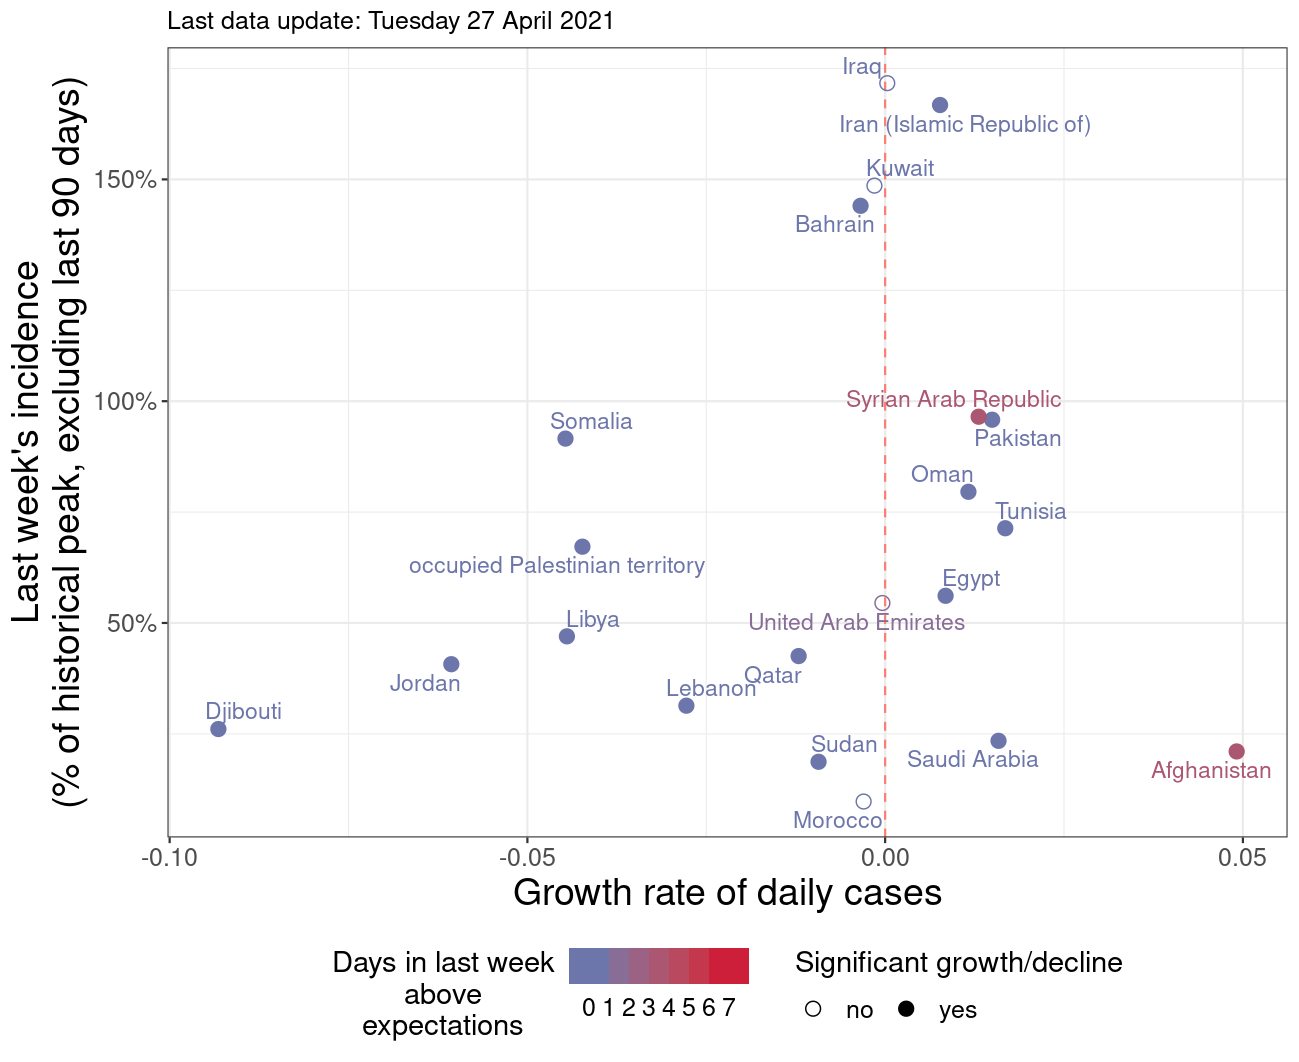 Last data update: Tuesday 27 April 2021
Last week's incidence
(% of historical peak, excluding last 90 days)
150%
100%
50%
Iraq
Iran (Islamic Republic of)
Kuwait
Bahrain
Syrian Arab Republic
Somalia
Pakistan
Oman
Tunisia
occupied Palestinian territory
Egypt
Libya
United Arab Emirates
Qatar
Jordan
Lebanon
Djibouti
Sudan
Saudi Arabia
Afghanistan
Morocco
-0.10 -0.05 0.00 0.05
Growth rate of daily cases
Days in last week
above
expectations
0 1 2 3 4 5 6 7
Significant growth/decline
no yes